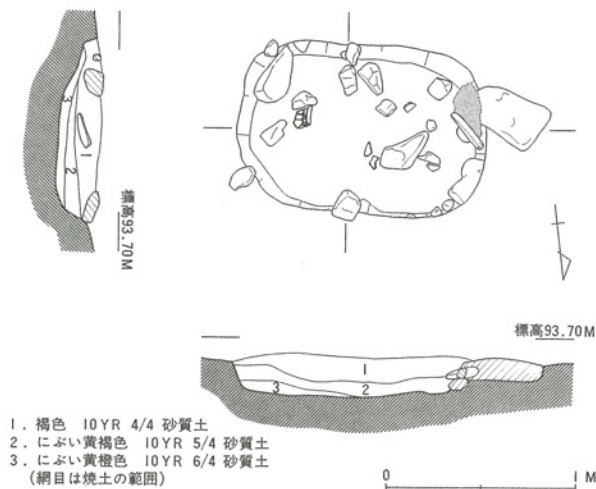 3
1
2
標高93.70M
標高93.70M
1
3
2
1. 褐色 10YR 4/4 砂質土
2. にぶい黄褐色 10YR 5/4 砂質土
3. にぶい黄橙色 10YR 6/4 砂質土
(網目は焼土の範囲)
0 1M